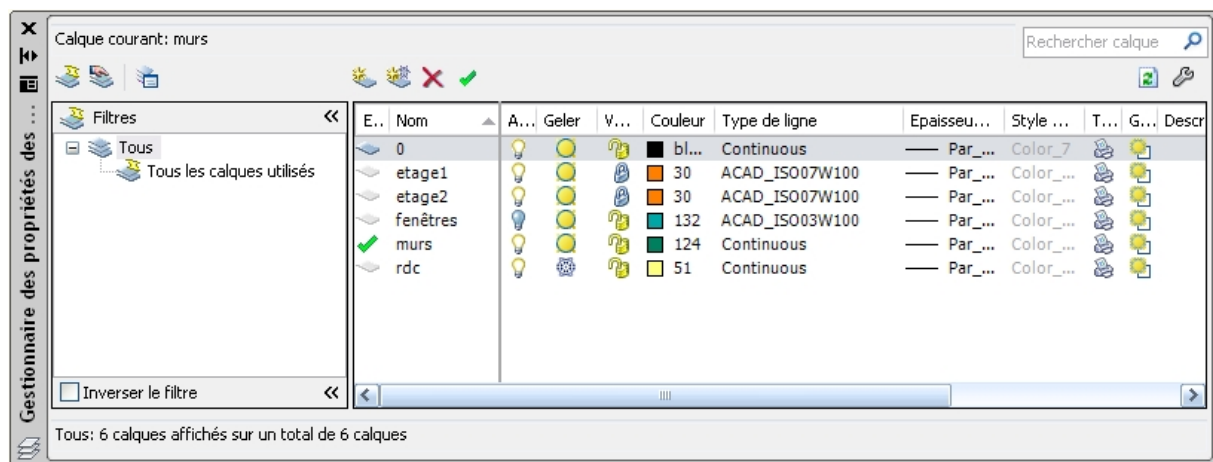 Calque courant: murs
Rechercher calque
Filtres
Tous
Tous les calques utilisés
Inverser le filtre
E.. Nom A... Geler V... Couleur Type de ligne Epaisseu... Style ... T... G... Descr
0 bl... Continuous Par_... Color_7
etage1 30 ACAD_ISO07W100 Par_... Color_...
etage2 30 ACAD_ISO07W100 Par_... Color_...
fenêtres 132 ACAD_ISO03W100 Par_... Color_...
murs 124 Continuous Par_... Color_...
rdc 51 Continuous Par_... Color_...
Tous: 6 calques affichés sur un total de 6 calques
Gestionnaire des propriétés des ...